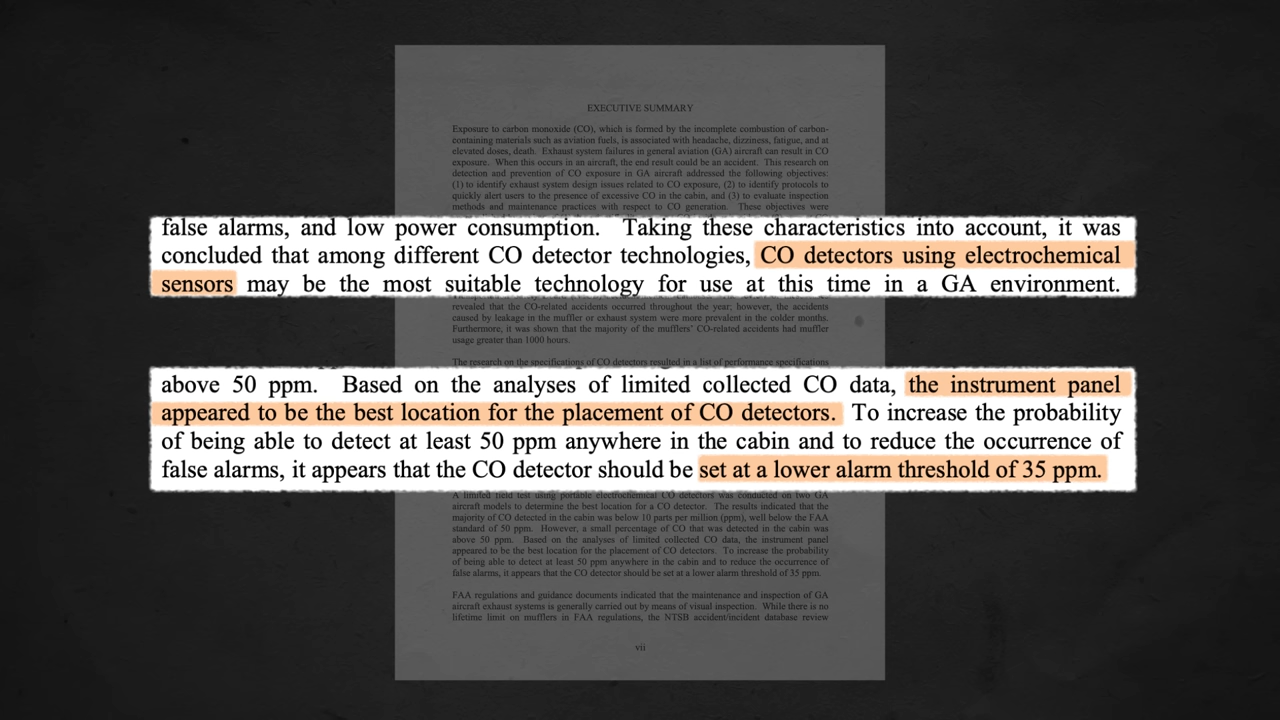 EXECUTIVE SUMMARY
Exposure to carbon monoxide (CO), which is formed by the incomplete combustion of carbon-
containing materials such as aviation fuels, is associated with headache, dizziness, fatigue, and at
elevated doses, death. Exhaust system failures in general aviation (GA) aircraft can result in CO
exposure. When this occurs in an aircraft, the end result could be an accident. This research on
detection and prevention of CO exposure in GA aircraft addressed the following objectives:
(1) to identify exhaust system design issues related to CO exposure, (2) to identify protocols to
quickly alert users to the presence of excessive CO in the cabin, and (3) to evaluate inspection
methods and maintenance practices with respect to CO generation. These objectives were
false alarms, and low power consumption. Taking these characteristics into account, it was
concluded that among different CO detector technologies, CO detectors using electrochemical
sensors may be the most suitable technology for use at this time in a GA environment.
revealed that the CO-related accidents occurred throughout the year; however, the accidents
caused by leakage in the muffler or exhaust system were more prevalent in the colder months.
Furthermore, it was shown that the majority of the mufflers' CO-related accidents had muffler
usage greater than 1000 hours.
The research on the specifications of CO detectors resulted in a list of performance specifications
above 50 ppm. Based on the analyses of limited collected CO data, the instrument panel
appeared to be the best location for the placement of CO detectors. To increase the probability
of being able to detect at least 50 ppm anywhere in the cabin and to reduce the occurrence of
false alarms, it appears that the CO detector should be set at a lower alarm threshold of 35 ppm.
A limited field test using portable electrochemical CO detectors was conducted on two GA
aircraft models to determine the best location for a CO detector. The results indicated that the
majority of CO detected in the cabin was below 10 parts per million (ppm), well below the FAA
standard of 50 ppm. However, a small percentage of CO that was detected in the cabin was
above 50 ppm. Based on the analyses of limited collected CO data, the instrument panel
appeared to be the best location for the placement of CO detectors. To increase the probability
of being able to detect at least 50 ppm anywhere in the cabin and to reduce the occurrence of
false alarms, it appears that the CO detector should be set at a lower alarm threshold of 35 ppm.
FAA regulations and guidance documents indicated that the maintenance and inspection of GA
aircraft exhaust systems is generally carried out by means of visual inspection. While there is no
lifetime limit on mufflers in FAA regulations, the NTSB accident/incident database review
vii